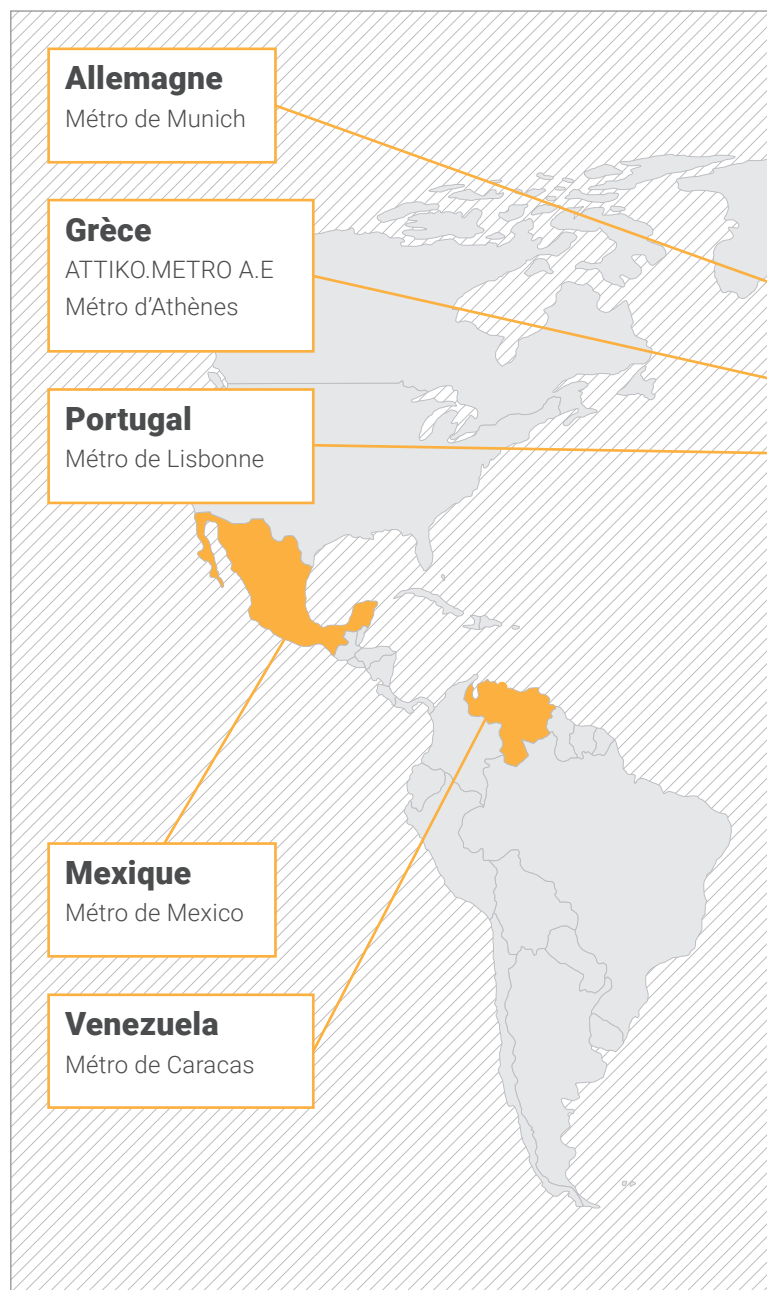 Allemagne
Métro de Munich
Grèce
ATTIKO.METRO A.E
Métro d’Athènes
Portugal
Métro de Lisbonne
Mexique
Métro de Mexico
Venezuela
Métro de Caracas